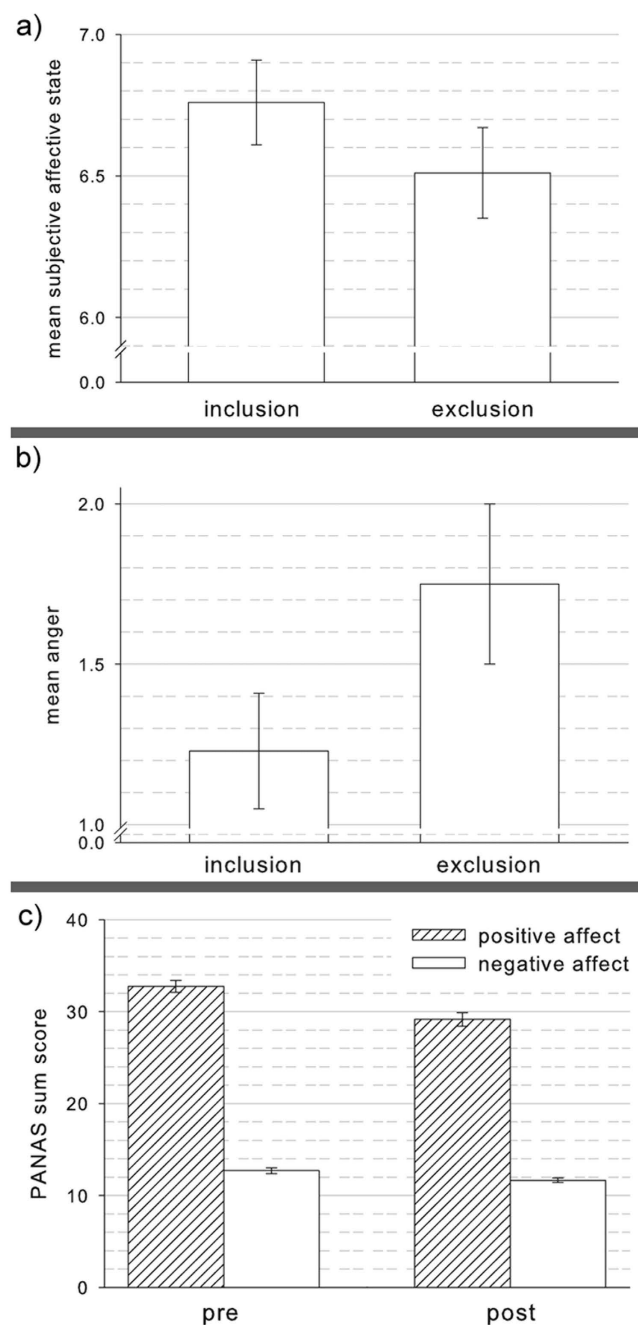 a)
7.0
6.5
6.0
0.0
mean subjective affective state
inclusion exclusion
b)
2.0
1.5
1.0
0.0
mean anger
inclusion exclusion
c)
40
30
20
10
0
PANAS sum score
positive affect
negative affect
pre post